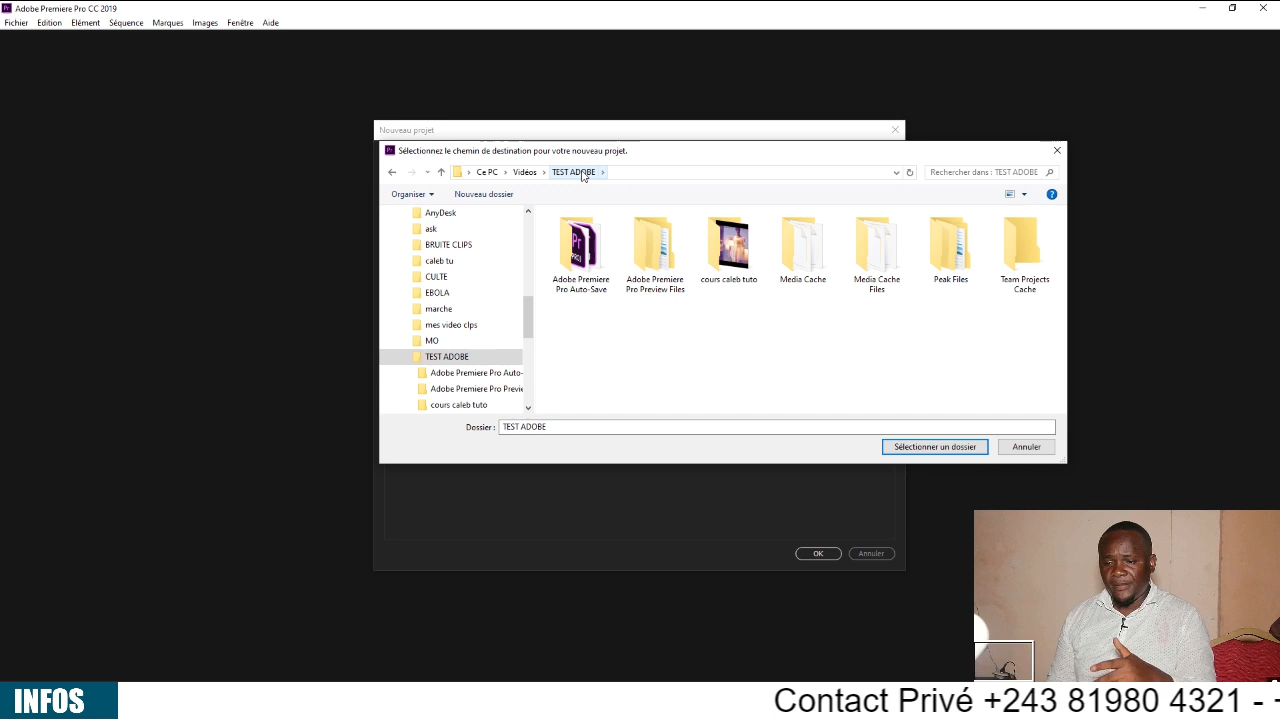 Adobe Premiere Pro CC 2019
Fichier Edition Elément Séquence Marques Images Fenêtre Aide
Nouveau projet
Sélectionnez le chemin de destination pour votre nouveau projet.
Ce PC > Vidéos > TEST ADOBE >
Rechercher dans : TEST ADOBE
Organiser
Nouveau dossier
AnyDesk
ask
BRUITE CLIPS
caleb tu
CULTE
EBOLA
marche
mes video clps
MO
TEST ADOBE
Adobe Premiere Pro Auto-
Adobe Premiere Pro Previe
cours caleb tuto
Adobe Premiere
Pro Auto-Save
Adobe Premiere
Pro Preview Files
cours caleb tuto
Media Cache
Media Cache
Files
Peak Files
Team Projects
Cache
Dossier : TEST ADOBE
Sélectionner un dossier
Annuler
OK
Annuler
INFOS
Contact Privé +243 81980 4321 - -